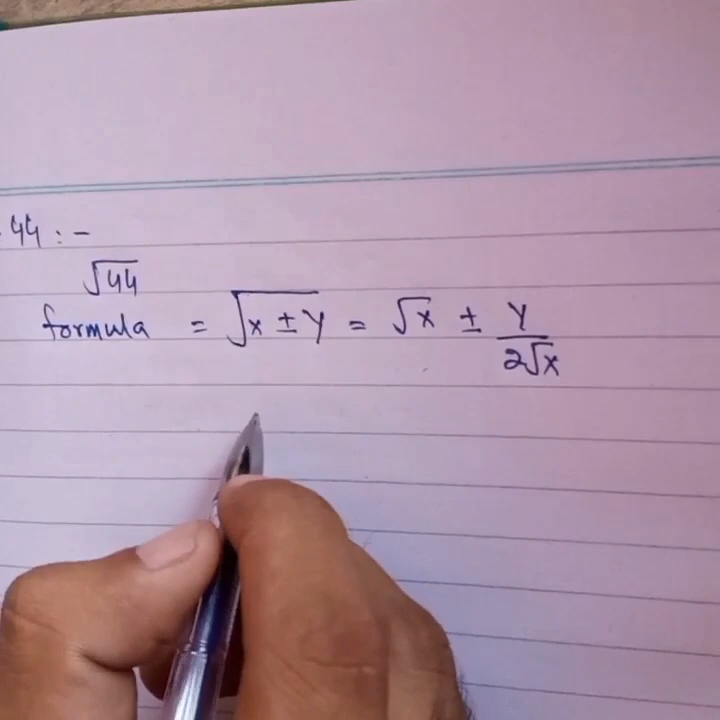 44 :-
√44
formula = √x ± y = √x ± y/2√x